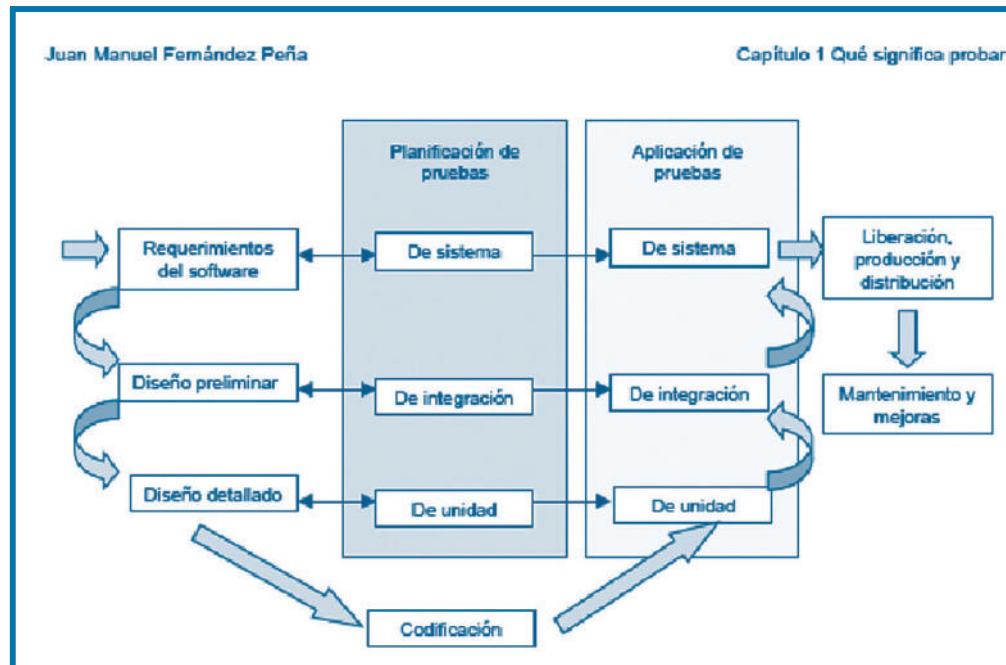 Juan Manuel Fernández Peña
Capítulo 1 Qué significa probar
Planificación de
pruebas
Aplicación de
pruebas
Requerimientos
del software
De sistema
De sistema
Liberación,
producción y
distribución
Diseño preliminar
De integración
De integración
Mantenimiento y
mejoras
Diseño detallado
De unidad
De unidad
Codificación